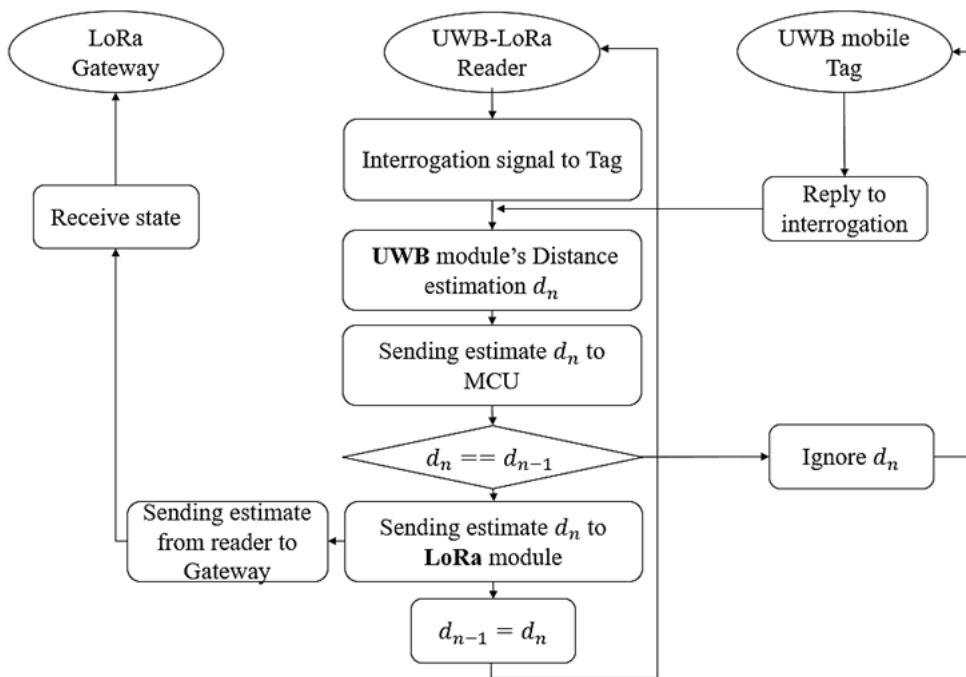 LoRa
Gateway
UWB-LoRa
Reader
UWB mobile
Tag
Interrogation signal to Tag
Receive state
Reply to
interrogation
UWB module’s Distance
estimation dₙ
Sending estimate dₙ to
MCU
dₙ == dₙ₋₁
Ignore dₙ
Sending estimate
from reader to
Gateway
Sending estimate dₙ to
LoRa module
dₙ₋₁ = dₙ